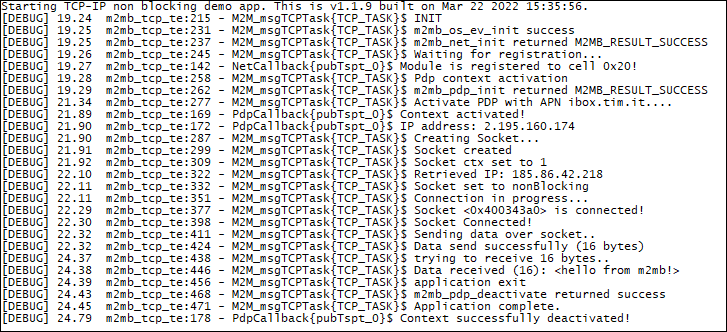 Starting TCP-IP non blocking demo app. This is v1.1.9 built on Mar 22 2022 15:35:56.
[DEBUG] 19.24  m2mb_tcp_te:215 - M2M_msgTCPTask{TCP_TASK}$ INIT
[DEBUG] 19.25  m2mb_tcp_te:231 - M2M_msgTCPTask{TCP_TASK}$ m2mb_os_ev_init success
[DEBUG] 19.25  m2mb_tcp_te:237 - M2M_msgTCPTask{TCP_TASK}$ m2mb_net_init returned M2MB_RESULT_SUCCESS
[DEBUG] 19.26  m2mb_tcp_te:245 - M2M_msgTCPTask{TCP_TASK}$ Waiting for registration...
[DEBUG] 19.27  m2mb_tcp_te:142 - NetCallback{pubTspt_0}$ Module is registered to cell 0x20!
[DEBUG] 19.28  m2mb_tcp_te:258 - M2M_msgTCPTask{TCP_TASK}$ Pdp context activation
[DEBUG] 19.29  m2mb_tcp_te:262 - M2M_msgTCPTask{TCP_TASK}$ m2mb_pdp_init returned M2MB_RESULT_SUCCESS
[DEBUG] 21.34  m2mb_tcp_te:277 - M2M_msgTCPTask{TCP_TASK}$ Activate PDP with APN ibox.tim.it....
[DEBUG] 21.89  m2mb_tcp_te:169 - PdpCallback{pubTspt_0}$ Context activated!
[DEBUG] 21.90  m2mb_tcp_te:172 - PdpCallback{pubTspt_0}$ IP address: 2.195.160.174
[DEBUG] 21.90  m2mb_tcp_te:287 - M2M_msgTCPTask{TCP_TASK}$ Creating Socket...
[DEBUG] 21.91  m2mb_tcp_te:299 - M2M_msgTCPTask{TCP_TASK}$ Socket created
[DEBUG] 21.92  m2mb_tcp_te:309 - M2M_msgTCPTask{TCP_TASK}$ Socket ctx set to 1
[DEBUG] 22.10  m2mb_tcp_te:322 - M2M_msgTCPTask{TCP_TASK}$ Retrieved IP: 185.86.42.218
[DEBUG] 22.11  m2mb_tcp_te:332 - M2M_msgTCPTask{TCP_TASK}$ Socket set to nonBlocking
[DEBUG] 22.11  m2mb_tcp_te:351 - M2M_msgTCPTask{TCP_TASK}$ Connection in progress...
[DEBUG] 22.29  m2mb_tcp_te:377 - M2M_msgTCPTask{TCP_TASK}$ Socket <0x400343a0> is connected!
[DEBUG] 22.30  m2mb_tcp_te:398 - M2M_msgTCPTask{TCP_TASK}$ Socket Connected!
[DEBUG] 22.32  m2mb_tcp_te:411 - M2M_msgTCPTask{TCP_TASK}$ Sending data over socket..
[DEBUG] 22.32  m2mb_tcp_te:424 - M2M_msgTCPTask{TCP_TASK}$ Data send successfully (16 bytes)
[DEBUG] 24.37  m2mb_tcp_te:438 - M2M_msgTCPTask{TCP_TASK}$ trying to receive 16 bytes..
[DEBUG] 24.38  m2mb_tcp_te:446 - M2M_msgTCPTask{TCP_TASK}$ Data received (16): <hello from m2mb!>
[DEBUG] 24.39  m2mb_tcp_te:456 - M2M_msgTCPTask{TCP_TASK}$ application exit
[DEBUG] 24.43  m2mb_tcp_te:468 - M2M_msgTCPTask{TCP_TASK}$ m2mb_pdp_deactivate returned success
[DEBUG] 24.45  m2mb_tcp_te:471 - M2M_msgTCPTask{TCP_TASK}$ Application complete.
[DEBUG] 24.79  m2mb_tcp_te:178 - PdpCallback{pubTspt_0}$ Context successfully deactivated!